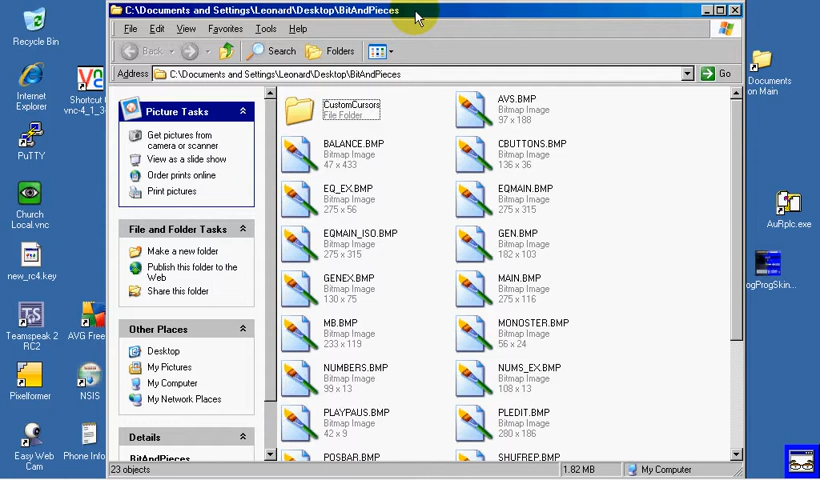 C:\Documents and Settings\Leonard\Desktop\BitAndPieces
File Edit View Favorites Tools Help
Back Search Folders
Address C:\Documents and Settings\Leonard\Desktop\BitAndPieces Go
Picture Tasks
Get pictures from
camera or scanner
View as a slide show
Order prints online
Print pictures
File and Folder Tasks
Make a new folder
Publish this folder to the
Web
Share this folder
Other Places
Desktop
My Pictures
My Computer
My Network Places
Details
BitAndPieces
CustomCursors
File Folder
AVS.BMP
Bitmap Image
97 x 188
BALANCE.BMP
Bitmap Image
47 x 433
CBUTTONS.BMP
Bitmap Image
136 x 36
EQ_EX.BMP
Bitmap Image
275 x 56
EQMAIN.BMP
Bitmap Image
275 x 315
EQMAIN_ISO.BMP
Bitmap Image
275 x 315
GEN.BMP
Bitmap Image
182 x 103
GENEX.BMP
Bitmap Image
130 x 75
MAIN.BMP
Bitmap Image
275 x 116
MB.BMP
Bitmap Image
233 x 119
MONOSTER.BMP
Bitmap Image
56 x 24
NUMBERS.BMP
Bitmap Image
99 x 13
NUMS_EX.BMP
Bitmap Image
108 x 13
PLAYPAUS.BMP
Bitmap Image
42 x 9
PLEDIT.BMP
Bitmap Image
280 x 186
POSBAR.BMP
SHUFREP.BMP
23 objects 1.82 MB My Computer
Recycle Bin
Internet
Explorer
Shortcut
vnc-4_1_3-
PuTTY
Church
Local.vnc
new_rc4.key
Teamspeak 2
RC2
AVG Free
Pixelformer
NSIS
Easy Web
Cam
Phone Info
Documents
on Main
AuRplc.exe
ogProgSkin...